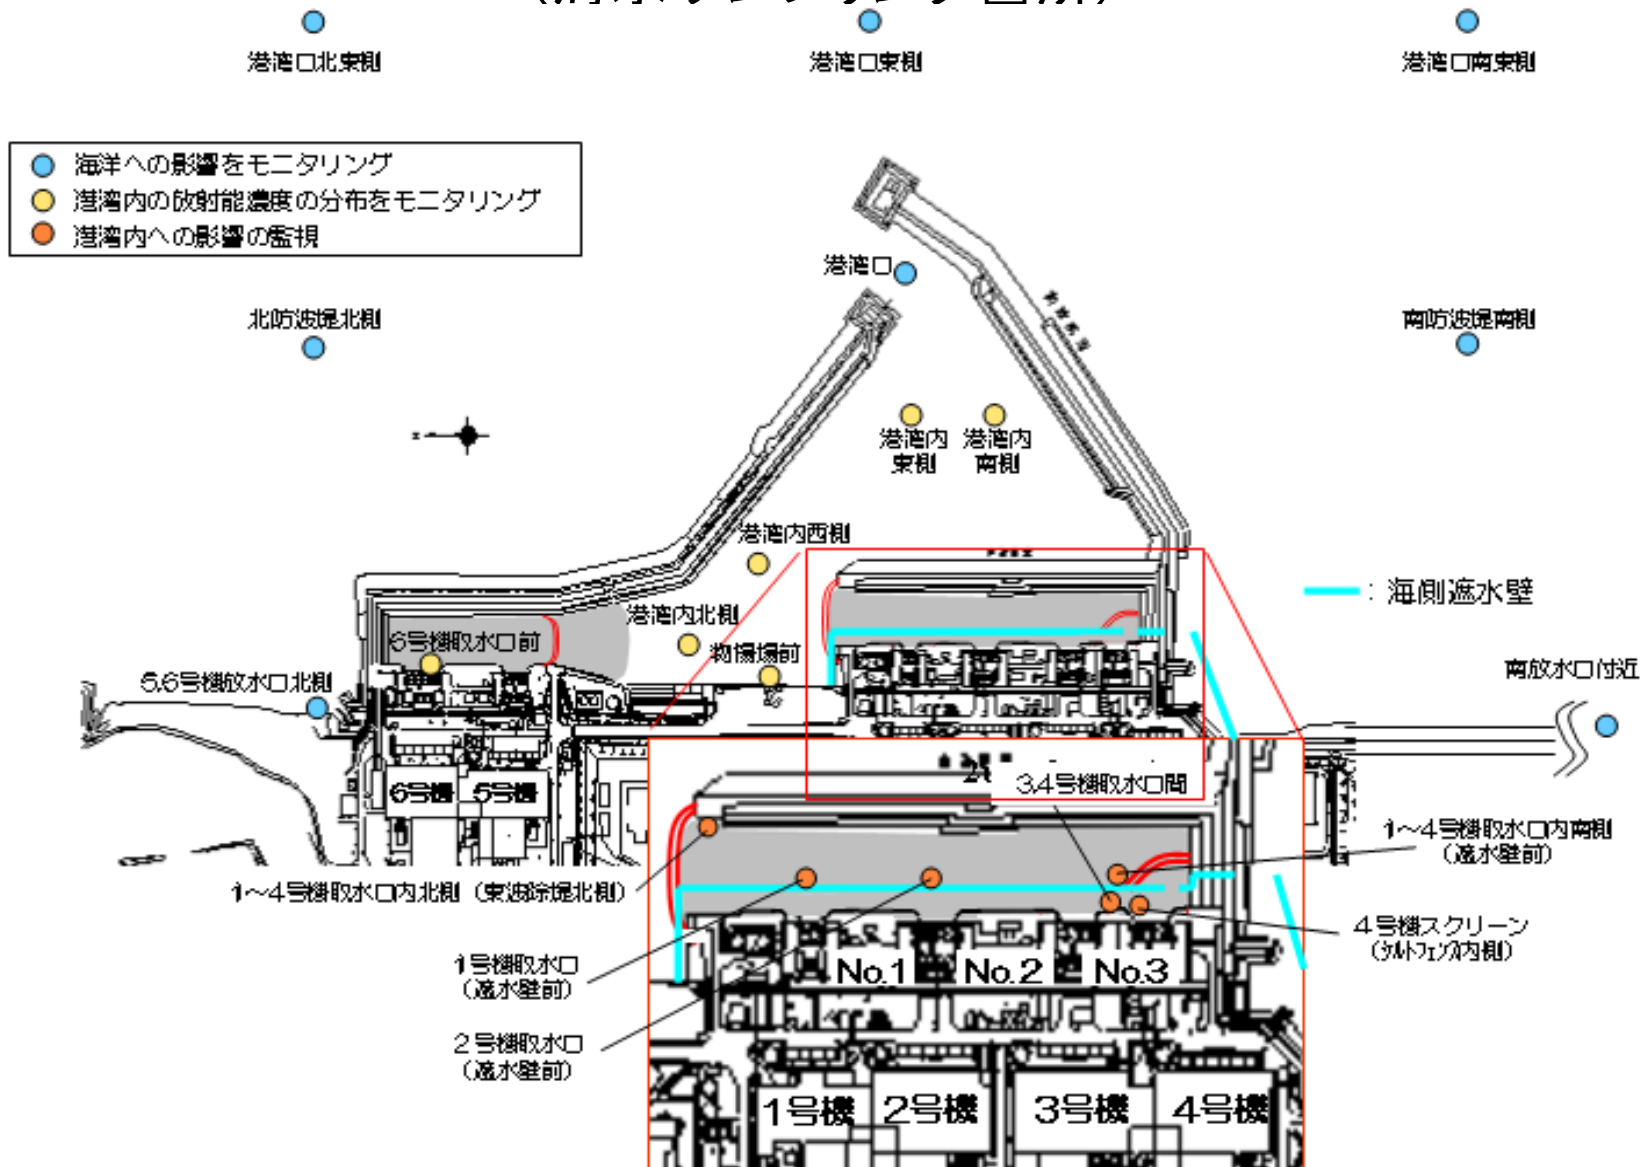 港湾口北東側
港湾口東側
港湾口南東側
海洋への影響をモニタリング
港湾内の放射能濃度の分布をモニタリング
港湾内への影響の監視
港湾口
北防波堤北側
南防波堤南側
港湾内
東側
港湾内
南側
港湾内西側
：海側遮水壁
港湾内北側
6号機取水口前
物揚場前
5,6号機放水口北側
南放水口付近
6号機
5号機
3,4号機取水口間
1～4号機取水口内南側
（遮水壁前）
1～4号機取水口内北側（東波除堤北側）
4号機スクリーン
（シルトフェンス内側）
1号機取水口
（遮水壁前）
No.1
No.2
No.3
2号機取水口
（遮水壁前）
1号機
2号機
3号機
4号機